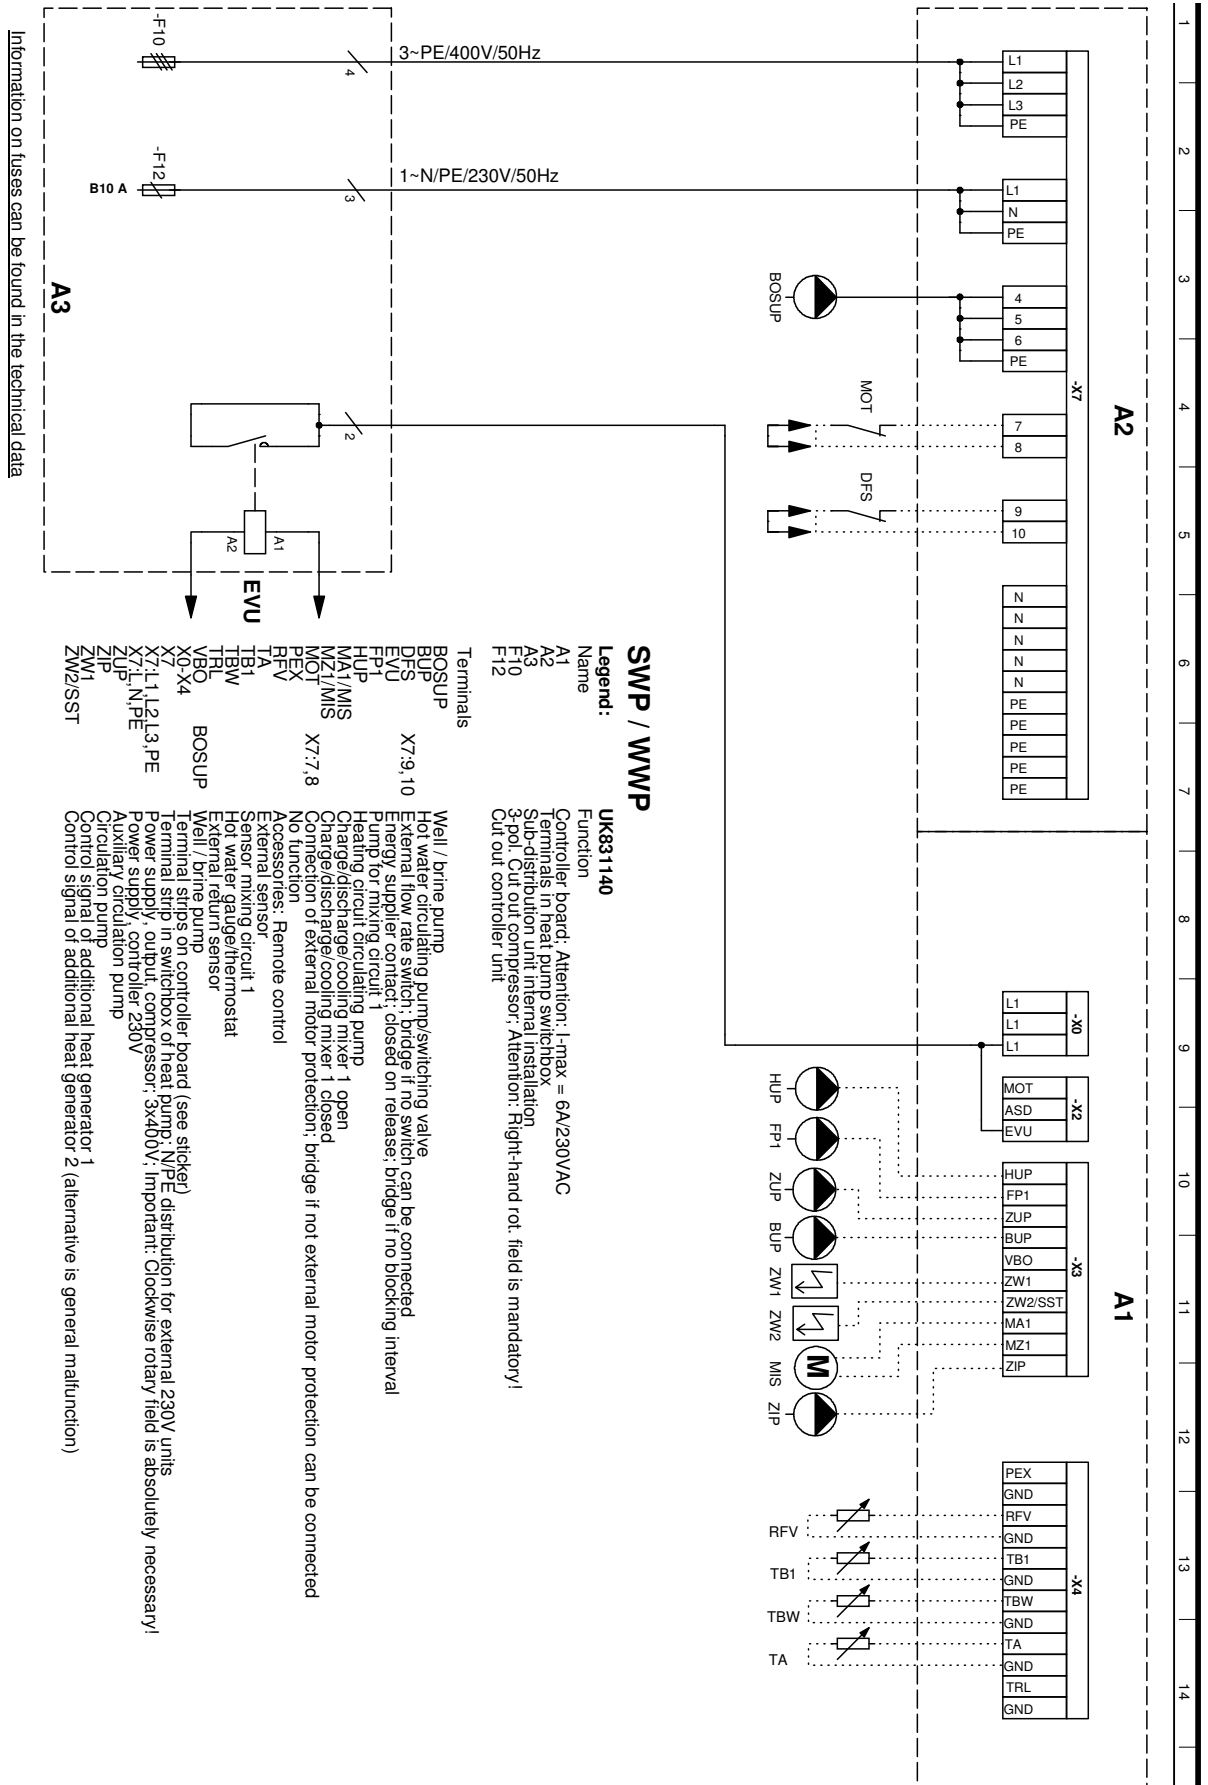 1
2
3
4
5
6
7
8
9
10
11
12
13
14
A2
A1
-X7
L1
L2
L3
PE
L1
N
PE
4
5
6
PE
7
8
9
10
N
N
N
N
N
PE
PE
PE
PE
PE
-X0
L1
L1
L1
-X2
MOT
ASD
EVU
-X3
HUP
FP1
ZUP
BUP
VBO
ZW1
ZW2/SST
MA1
MZ1
ZIP
-X4
PEX
GND
RFV
GND
TB1
GND
TBW
GND
TA
GND
TRL
GND
BOSUP
MOT
DFS
HUP
FP1
ZUP
BUP
ZW1
ZW2
M
MIS
ZIP
RFV
TB1
TBW
TA
3~PE/400V/50Hz
1~N/PE/230V/50Hz
-F10
4
-F12
B10 A
3
2
A1
A2
EVU
A3
SWP / WWP
Legend: UK831140
Name Function
A1 Controller board; Attention: I-max = 6A/230VAC
A2 Terminals in heat pump switchbox
A3 Sub-distribution unit internal installation
F10 3-pol. Cut out compressor; Attention: Right-hand rot. field is mandatory!
F12 Cut out controller unit
Terminals
BOSUP Well / brine pump
BUP Hot water circulating pump/switching valve
DFS X7:9,10 External flow rate switch; bridge if no switch can be connected
EVU Energy supplier contact; closed on release; bridge if no blocking interval
FP1 Pump for mixing circuit 1
HUP Heating circuit circulating pump
MA1/MIS Charge/discharge/cooling mixer 1 open
MZ1/MIS Charge/discharge/cooling mixer 1 closed
MOT X7:7,8 Connection of external motor protection; bridge if not external motor protection can be connected
PEX No function
RFV Accessories: Remote control
TA External sensor
TB1 Sensor mixing circuit 1
TBW Hot water gauge/thermostat
TRL External return sensor
VBO BOSUP Well / brine pump
X0-X4 Terminal strips on controller board (see sticker)
X7 Terminal strip in switchbox of heat pump; N/PE distribution for external 230V units
X7:L1,L2,L3,PE Power supply, output, compressor; 3x400V; Important: Clockwise rotary field is absolutely necessary!
X7:L,N,PE Power supply, controller 230V
ZUP Auxiliary circulation pump
ZIP Circulation pump
ZW1 Control signal of additional heat generator 1
ZW2/SST Control signal of additional heat generator 2 (alternative is general malfunction)
Information on fuses can be found in the technical data